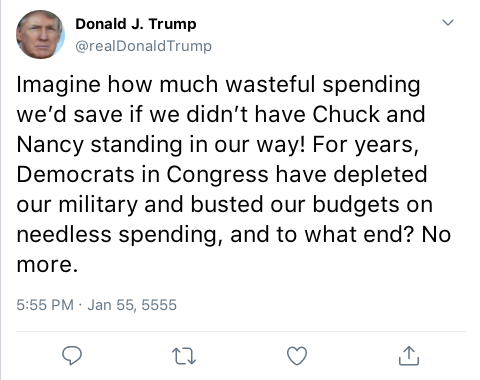 Donald J. Trump
@realDonaldTrump
Imagine how much wasteful spending
we’d save if we didn’t have Chuck and
Nancy standing in our way! For years,
Democrats in Congress have depleted
our military and busted our budgets on
needless spending, and to what end? No
more.
5:55 PM · Jan 55, 5555